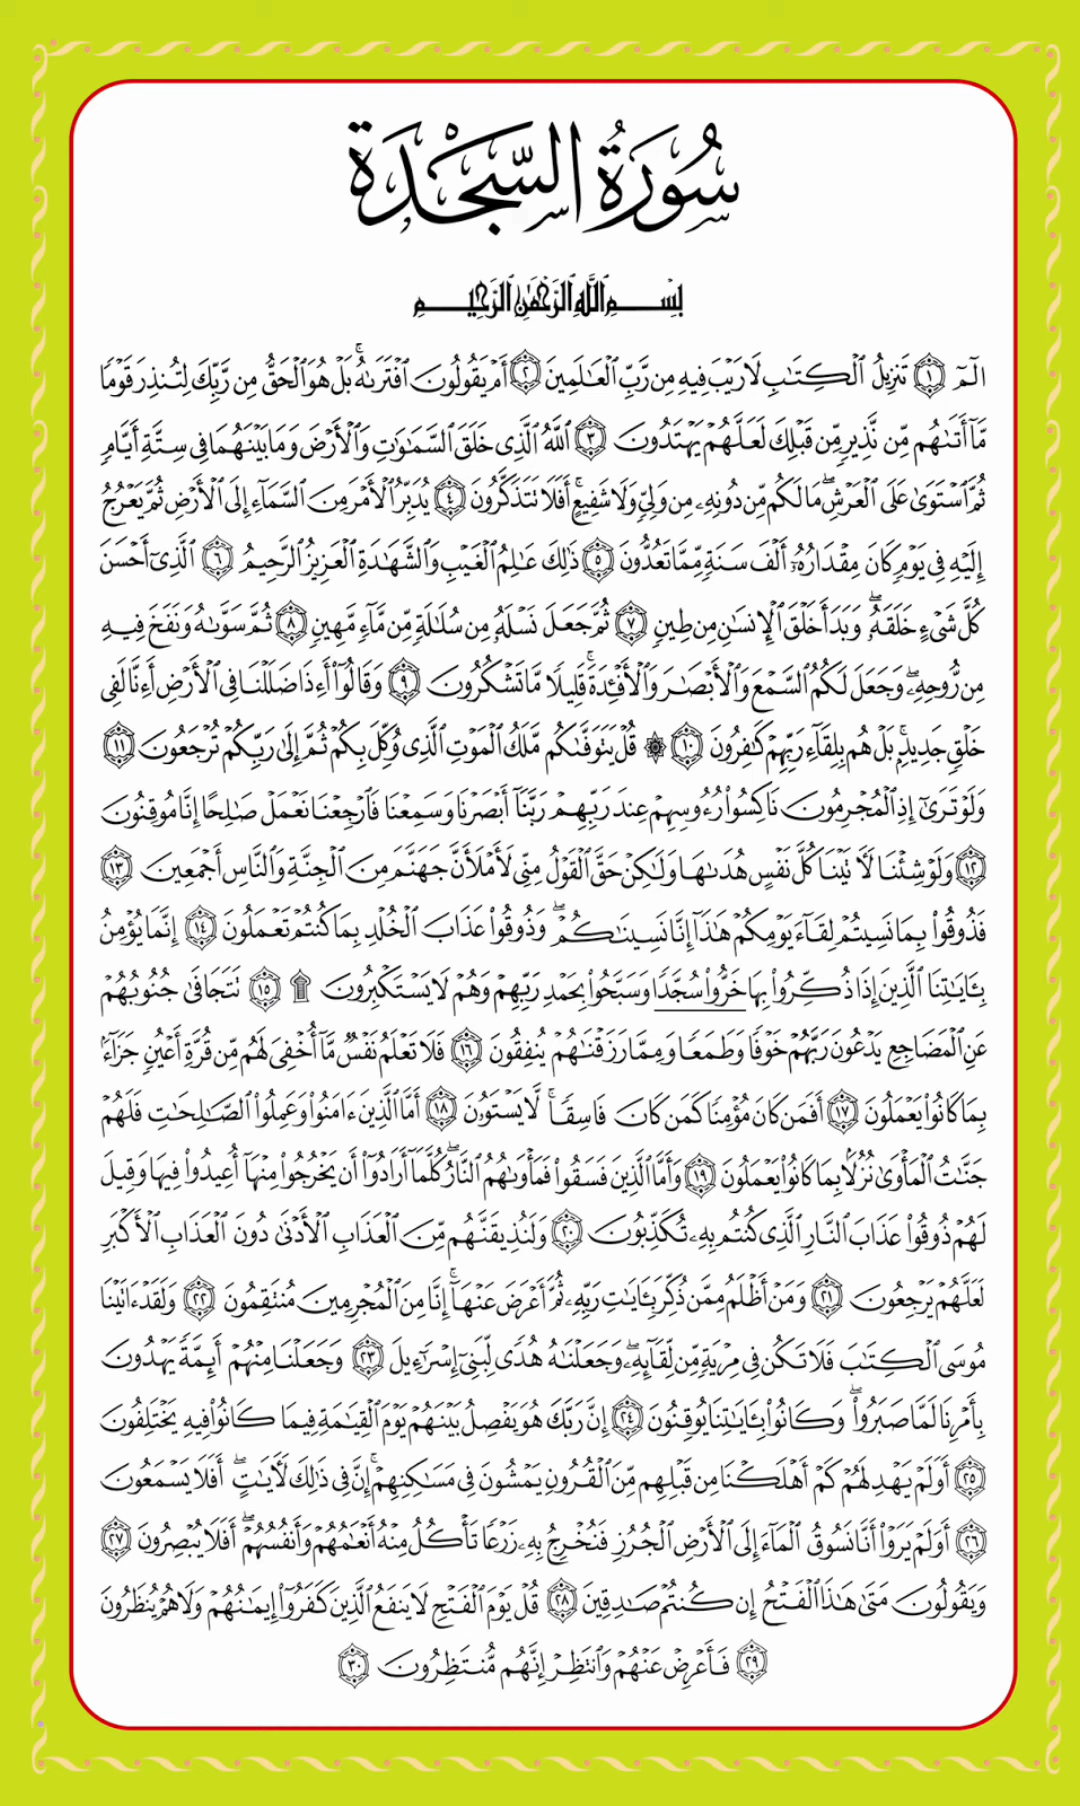 سُورَةُ السَّجْدَةِ
بِسْمِ ٱللَّهِ ٱلرَّحْمَٰنِ ٱلرَّحِيمِ
الٓمٓ ﴿١﴾ تَنزِيلُ ٱلْكِتَٰبِ لَا رَيْبَ فِيهِ مِن رَّبِّ ٱلْعَٰلَمِينَ ﴿٢﴾ أَمْ يَقُولُونَ ٱفْتَرَىٰهُ ۚ بَلْ هُوَ ٱلْحَقُّ مِن رَّبِّكَ لِتُنذِرَ قَوْمًا
مَّآ أَتَىٰهُم مِّن نَّذِيرٍ مِّن قَبْلِكَ لَعَلَّهُمْ يَهْتَدُونَ ﴿٣﴾ ٱللَّهُ ٱلَّذِى خَلَقَ ٱلسَّمَٰوَٰتِ وَٱلْأَرْضَ وَمَا بَيْنَهُمَا فِى سِتَّةِ أَيَّامٍ
ثُمَّ ٱسْتَوَىٰ عَلَى ٱلْعَرْشِ ۖ مَا لَكُم مِّن دُونِهِۦ مِن وَلِىٍّ وَلَا شَفِيعٍ ۚ أَفَلَا تَتَذَكَّرُونَ ﴿٤﴾ يُدَبِّرُ ٱلْأَمْرَ مِنَ ٱلسَّمَآءِ إِلَى ٱلْأَرْضِ ثُمَّ يَعْرُجُ
إِلَيْهِ فِى يَوْمٍ كَانَ مِقْدَارُهُۥٓ أَلْفَ سَنَةٍ مِّمَّا تَعُدُّونَ ﴿٥﴾ ذَٰلِكَ عَٰلِمُ ٱلْغَيْبِ وَٱلشَّهَٰدَةِ ٱلْعَزِيزُ ٱلرَّحِيمُ ﴿٦﴾ ٱلَّذِىٓ أَحْسَنَ
كُلَّ شَىْءٍ خَلَقَهُۥ ۖ وَبَدَأَ خَلْقَ ٱلْإِنسَٰنِ مِن طِينٍ ﴿٧﴾ ثُمَّ جَعَلَ نَسْلَهُۥ مِن سُلَٰلَةٍ مِّن مَّآءٍ مَّهِينٍ ﴿٨﴾ ثُمَّ سَوَّىٰهُ وَنَفَخَ فِيهِ
مِن رُّوحِهِۦ ۖ وَجَعَلَ لَكُمُ ٱلسَّمْعَ وَٱلْأَبْصَٰرَ وَٱلْأَفْـِٔدَةَ ۚ قَلِيلًا مَّا تَشْكُرُونَ ﴿٩﴾ وَقَالُوٓا۟ أَءِذَا ضَلَلْنَا فِى ٱلْأَرْضِ أَءِنَّا لَفِى
خَلْقٍ جَدِيدٍۭ ۚ بَلْ هُم بِلِقَآءِ رَبِّهِمْ كَٰفِرُونَ ﴿١٠﴾ ۞ قُلْ يَتَوَفَّىٰكُم مَّلَكُ ٱلْمَوْتِ ٱلَّذِى وُكِّلَ بِكُمْ ثُمَّ إِلَىٰ رَبِّكُمْ تُرْجَعُونَ ﴿١١﴾
وَلَوْ تَرَىٰٓ إِذِ ٱلْمُجْرِمُونَ نَاكِسُوا۟ رُءُوسِهِمْ عِندَ رَبِّهِمْ رَبَّنَآ أَبْصَرْنَا وَسَمِعْنَا فَٱرْجِعْنَا نَعْمَلْ صَٰلِحًا إِنَّا مُوقِنُونَ
﴿١٢﴾ وَلَوْ شِئْنَا لَـَٔاتَيْنَا كُلَّ نَفْسٍ هُدَىٰهَا وَلَٰكِنْ حَقَّ ٱلْقَوْلُ مِنِّى لَأَمْلَأَنَّ جَهَنَّمَ مِنَ ٱلْجِنَّةِ وَٱلنَّاسِ أَجْمَعِينَ ﴿١٣﴾
فَذُوقُوا۟ بِمَا نَسِيتُمْ لِقَآءَ يَوْمِكُمْ هَٰذَآ إِنَّا نَسِينَٰكُمْ ۖ وَذُوقُوا۟ عَذَابَ ٱلْخُلْدِ بِمَا كُنتُمْ تَعْمَلُونَ ﴿١٤﴾ إِنَّمَا يُؤْمِنُ
بِـَٔايَٰتِنَا ٱلَّذِينَ إِذَا ذُكِّرُوا۟ بِهَا خَرُّوا۟ سُجَّدًا وَسَبَّحُوا۟ بِحَمْدِ رَبِّهِمْ وَهُمْ لَا يَسْتَكْبِرُونَ ۩ ﴿١٥﴾ تَتَجَافَىٰ جُنُوبُهُمْ
عَنِ ٱلْمَضَاجِعِ يَدْعُونَ رَبَّهُمْ خَوْفًا وَطَمَعًا وَمِمَّا رَزَقْنَٰهُمْ يُنفِقُونَ ﴿١٦﴾ فَلَا تَعْلَمُ نَفْسٌ مَّآ أُخْفِىَ لَهُم مِّن قُرَّةِ أَعْيُنٍ جَزَآءًۢ
بِمَا كَانُوا۟ يَعْمَلُونَ ﴿١٧﴾ أَفَمَن كَانَ مُؤْمِنًا كَمَن كَانَ فَاسِقًا ۚ لَّا يَسْتَوُۥنَ ﴿١٨﴾ أَمَّا ٱلَّذِينَ ءَامَنُوا۟ وَعَمِلُوا۟ ٱلصَّٰلِحَٰتِ فَلَهُمْ
جَنَّٰتُ ٱلْمَأْوَىٰ نُزُلًۢا بِمَا كَانُوا۟ يَعْمَلُونَ ﴿١٩﴾ وَأَمَّا ٱلَّذِينَ فَسَقُوا۟ فَمَأْوَىٰهُمُ ٱلنَّارُ ۖ كُلَّمَآ أَرَادُوٓا۟ أَن يَخْرُجُوا۟ مِنْهَآ أُعِيدُوا۟ فِيهَا وَقِيلَ
لَهُمْ ذُوقُوا۟ عَذَابَ ٱلنَّارِ ٱلَّذِى كُنتُم بِهِۦ تُكَذِّبُونَ ﴿٢٠﴾ وَلَنُذِيقَنَّهُم مِّنَ ٱلْعَذَابِ ٱلْأَدْنَىٰ دُونَ ٱلْعَذَابِ ٱلْأَكْبَرِ
لَعَلَّهُمْ يَرْجِعُونَ ﴿٢١﴾ وَمَنْ أَظْلَمُ مِمَّن ذُكِّرَ بِـَٔايَٰتِ رَبِّهِۦ ثُمَّ أَعْرَضَ عَنْهَآ ۚ إِنَّا مِنَ ٱلْمُجْرِمِينَ مُنتَقِمُونَ ﴿٢٢﴾ وَلَقَدْ ءَاتَيْنَا
مُوسَى ٱلْكِتَٰبَ فَلَا تَكُن فِى مِرْيَةٍ مِّن لِّقَآئِهِۦ ۖ وَجَعَلْنَٰهُ هُدًى لِّبَنِىٓ إِسْرَٰٓءِيلَ ﴿٢٣﴾ وَجَعَلْنَا مِنْهُمْ أَئِمَّةً يَهْدُونَ
بِأَمْرِنَا لَمَّا صَبَرُوا۟ ۖ وَكَانُوا۟ بِـَٔايَٰتِنَا يُوقِنُونَ ﴿٢٤﴾ إِنَّ رَبَّكَ هُوَ يَفْصِلُ بَيْنَهُمْ يَوْمَ ٱلْقِيَٰمَةِ فِيمَا كَانُوا۟ فِيهِ يَخْتَلِفُونَ
﴿٢٥﴾ أَوَلَمْ يَهْدِ لَهُمْ كَمْ أَهْلَكْنَا مِن قَبْلِهِم مِّنَ ٱلْقُرُونِ يَمْشُونَ فِى مَسَٰكِنِهِمْ ۚ إِنَّ فِى ذَٰلِكَ لَـَٔايَٰتٍ ۖ أَفَلَا يَسْمَعُونَ
﴿٢٦﴾ أَوَلَمْ يَرَوْا۟ أَنَّا نَسُوقُ ٱلْمَآءَ إِلَى ٱلْأَرْضِ ٱلْجُرُزِ فَنُخْرِجُ بِهِۦ زَرْعًا تَأْكُلُ مِنْهُ أَنْعَٰمُهُمْ وَأَنفُسُهُمْ ۖ أَفَلَا يُبْصِرُونَ ﴿٢٧﴾
وَيَقُولُونَ مَتَىٰ هَٰذَا ٱلْفَتْحُ إِن كُنتُمْ صَٰدِقِينَ ﴿٢٨﴾ قُلْ يَوْمَ ٱلْفَتْحِ لَا يَنفَعُ ٱلَّذِينَ كَفَرُوٓا۟ إِيمَٰنُهُمْ وَلَا هُمْ يُنظَرُونَ
﴿٢٩﴾ فَأَعْرِضْ عَنْهُمْ وَٱنتَظِرْ إِنَّهُم مُّنتَظِرُونَ ﴿٣٠﴾